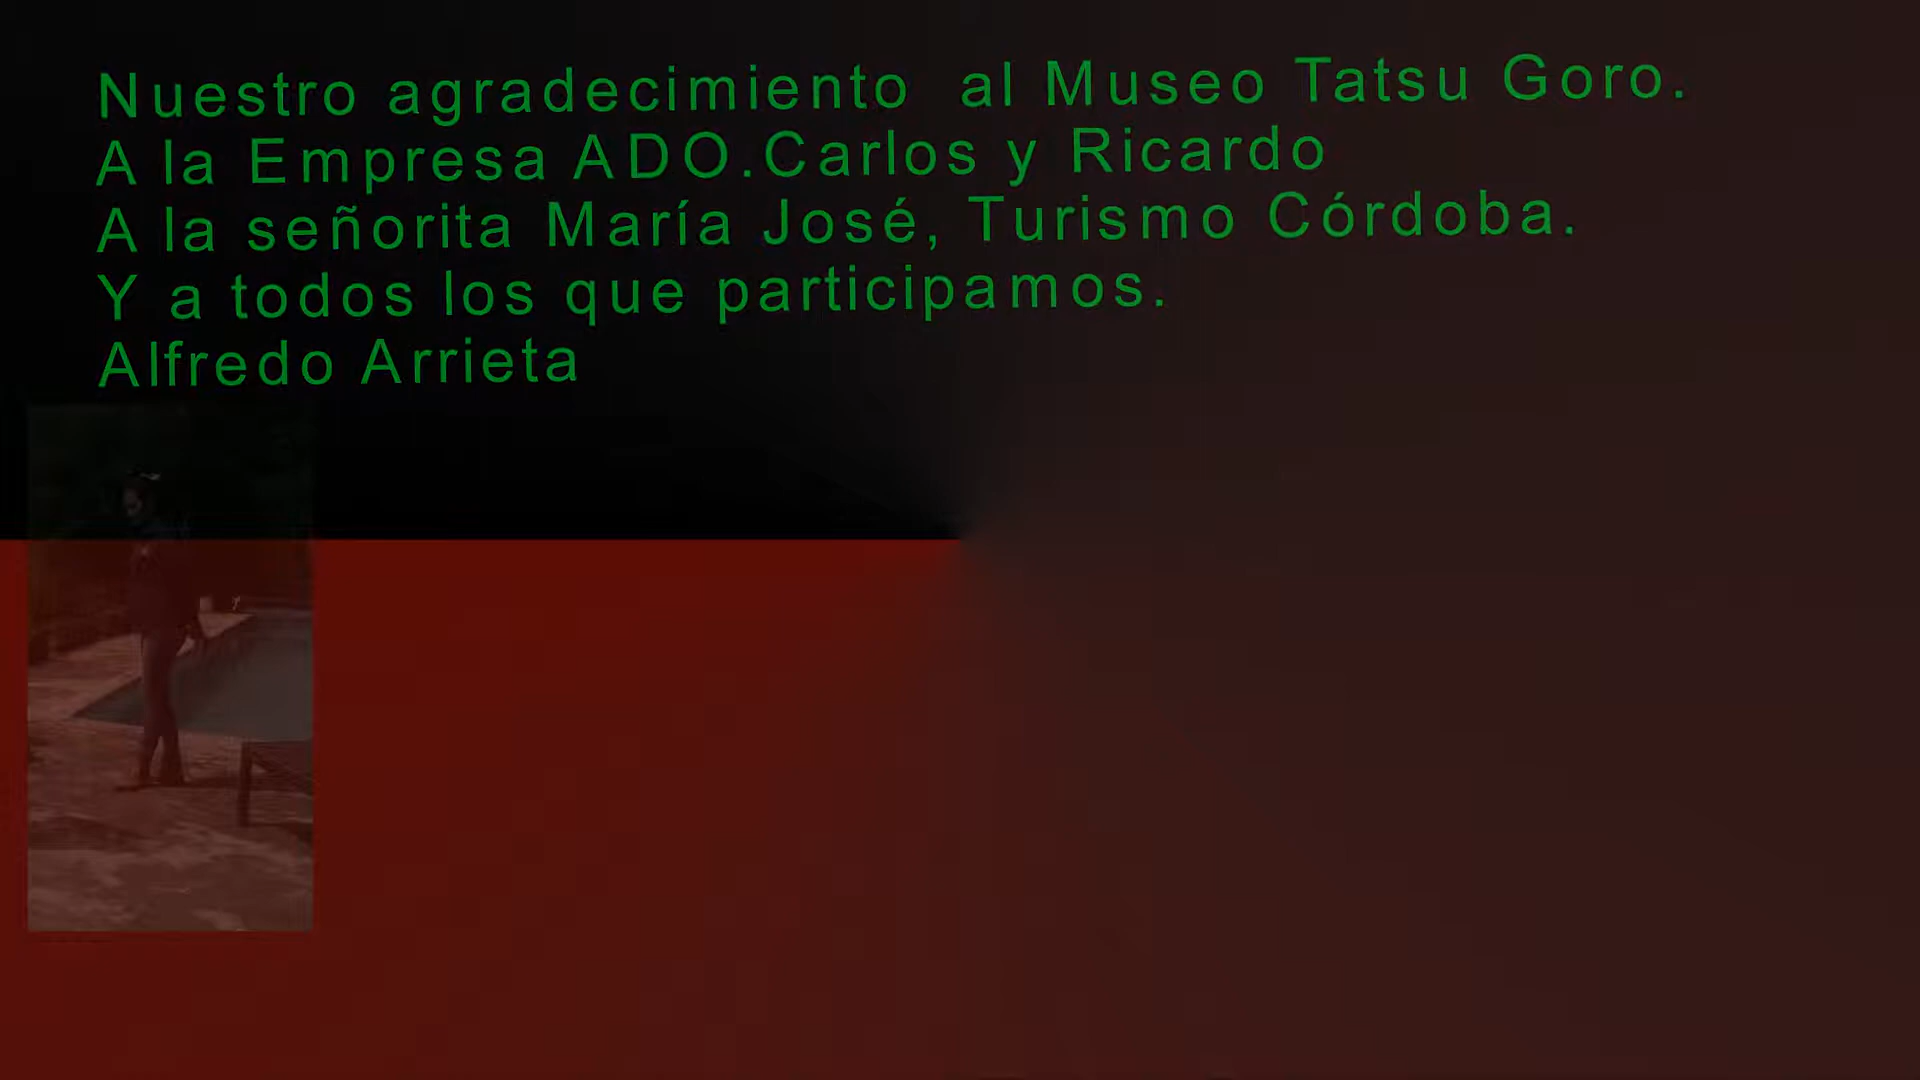 Nuestro agradecimiento al Museo Tatsu Goro.
A la Empresa ADO.Carlos y Ricardo
A la señorita María José, Turismo Córdoba.
Y a todos los que participamos.
Alfredo Arrieta